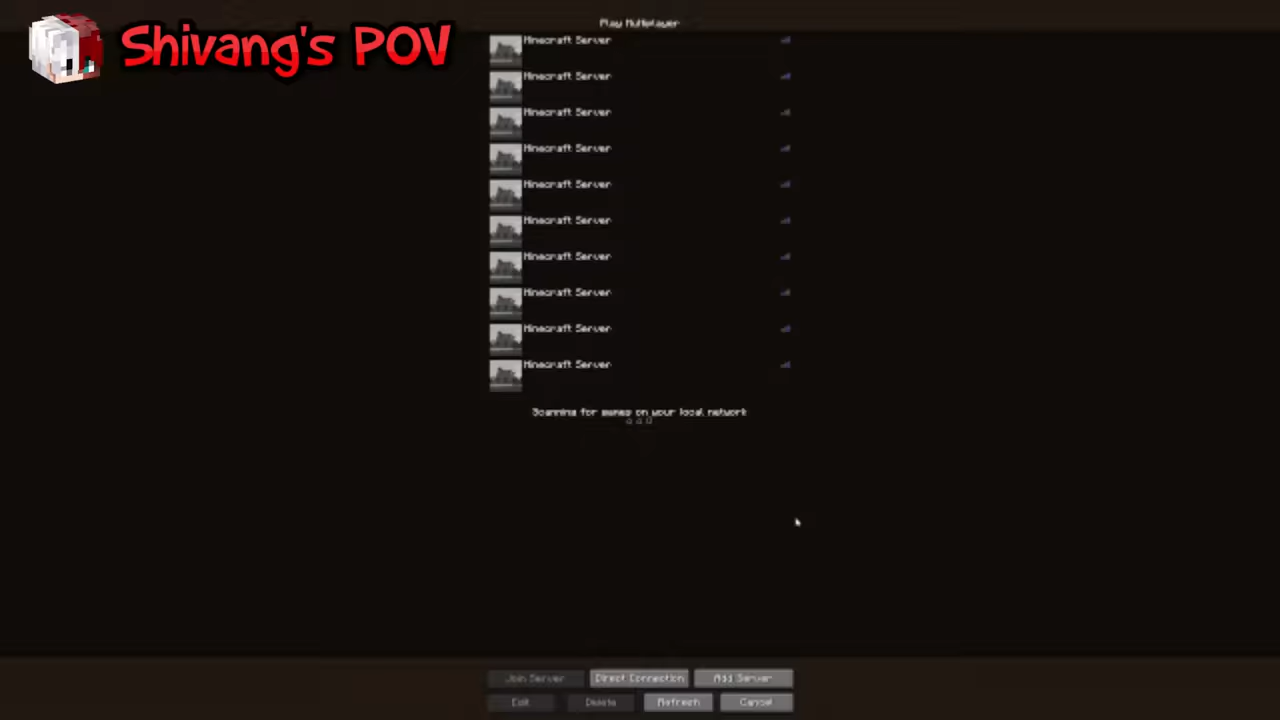 Play Multiplayer
Shivang's POV
Minecraft Server
Minecraft Server
Minecraft Server
Minecraft Server
Minecraft Server
Minecraft Server
Minecraft Server
Minecraft Server
Minecraft Server
Minecraft Server
Scanning for games on your local network
Join Server Direct Connection Add Server
Edit Delete Refresh Cancel